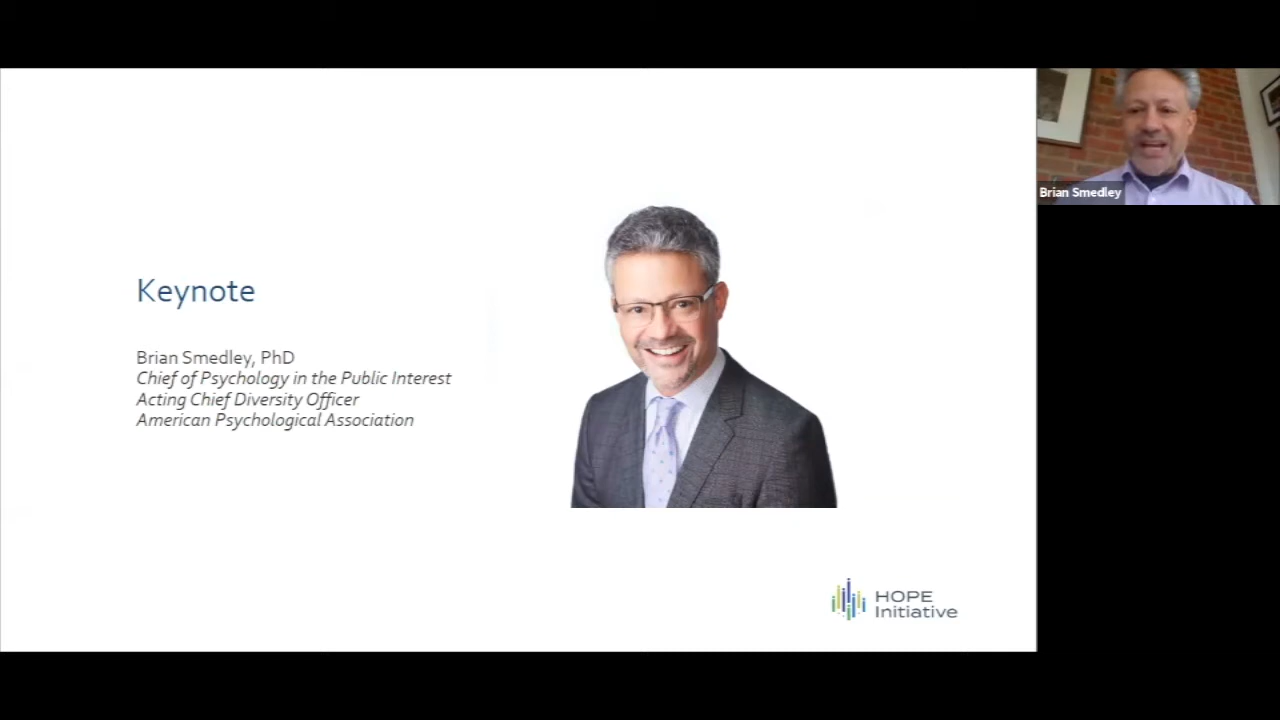 Keynote
Brian Smedley, PhD
Chief of Psychology in the Public Interest
Acting Chief Diversity Officer
American Psychological Association
HOPE
Initiative
Brian Smedley